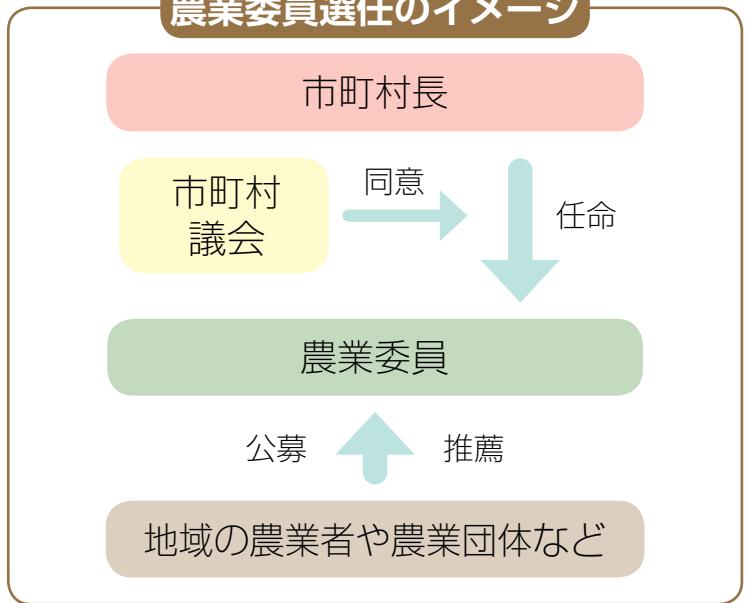 農業委員選任のイメージ
市町村長
市町村
議会
同意
任命
農業委員
公募
推薦
地域の農業者や農業団体など